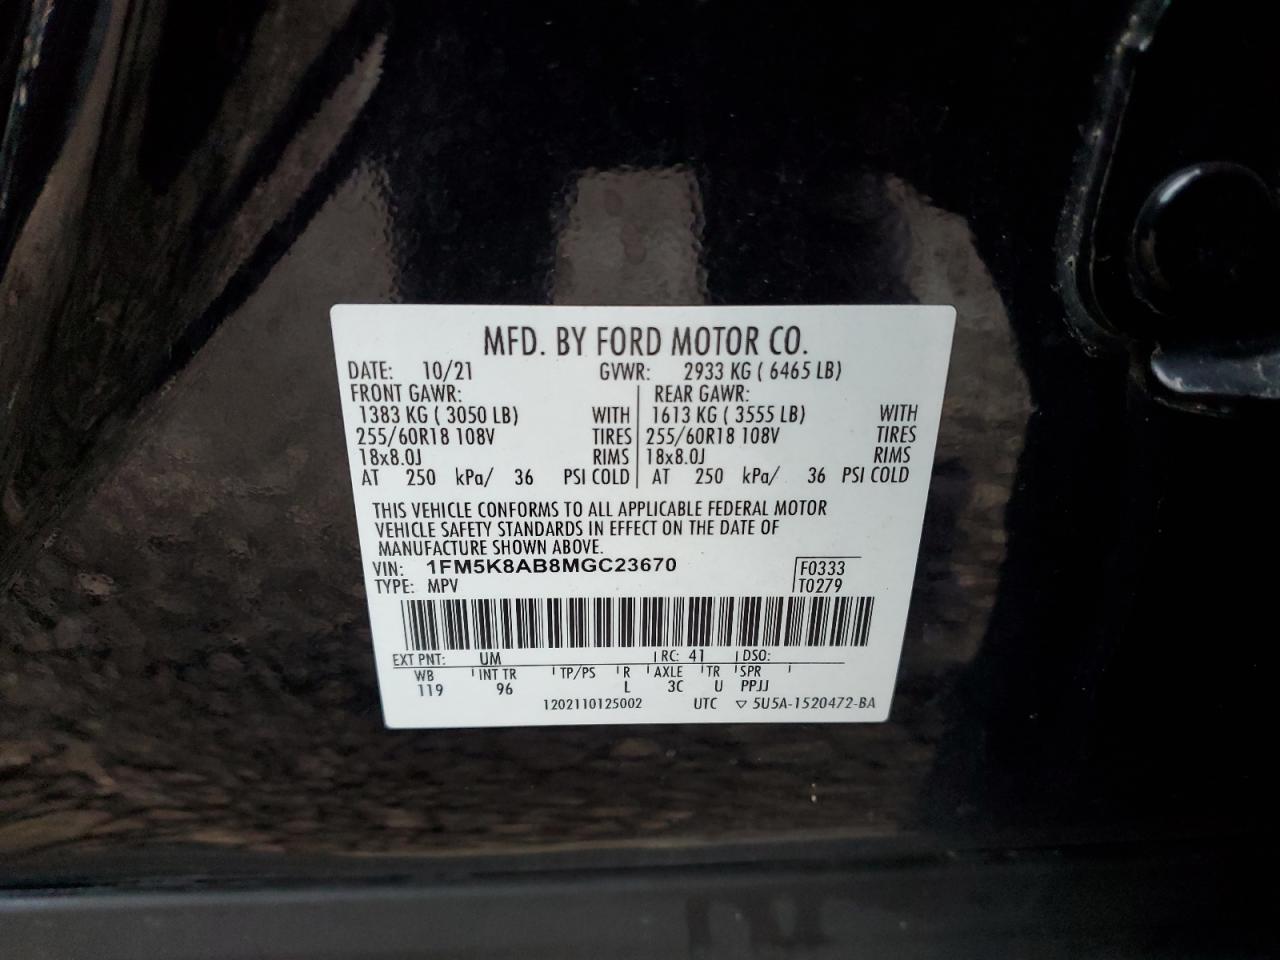 MFD. BY FORD MOTOR CO.
DATE: 10/21 GVWR: 2933 KG ( 6465 LB)
FRONT GAWR: REAR GAWR:
1383 KG ( 3050 LB) WITH 1613 KG ( 3555 LB) WITH
255/60R18 108V TIRES 255/60R18 108V TIRES
18x8.0J RIMS 18x8.0J RIMS
AT 250 kPa/ 36 PSI COLD AT 250 kPa/ 36 PSI COLD
THIS VEHICLE CONFORMS TO ALL APPLICABLE FEDERAL MOTOR
VEHICLE SAFETY STANDARDS IN EFFECT ON THE DATE OF
MANUFACTURE SHOWN ABOVE.
VIN: 1FM5K8AB8MGC23670 F0333
TYPE: MPV T0279
EXT PNT: UM RC: 41 DSO:
WB INT TR TP/PS R AXLE TR SPR
119 96 L 3C U PPJJ
1202110125002 UTC ▽ 5U5A-1520472-BA